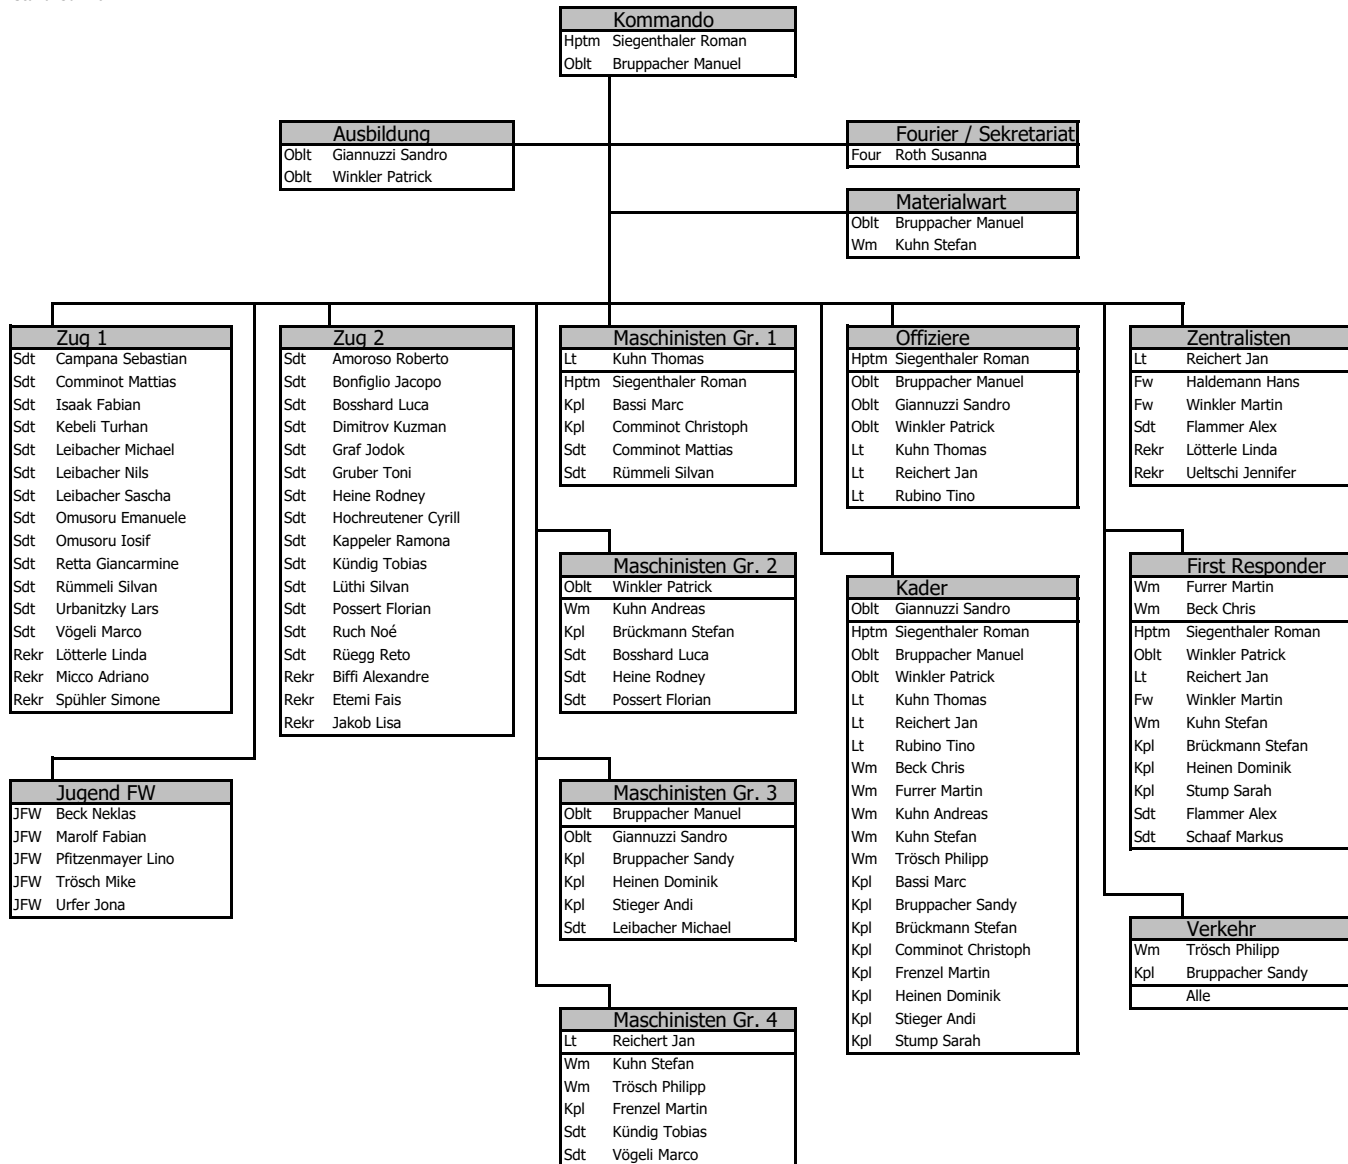 Kommando
Hptm Siegenthaler Roman
Oblt Bruppacher Manuel
Ausbildung
Oblt Giannuzzi Sandro
Oblt Winkler Patrick
Fourier / Sekretariat
Four Roth Susanna
Materialwart
Oblt Bruppacher Manuel
Wm Kuhn Stefan
Zug 1
Sdt Campana Sebastian
Sdt Comminot Mattias
Sdt Isaak Fabian
Sdt Kebeli Turhan
Sdt Leibacher Michael
Sdt Leibacher Nils
Sdt Leibacher Sascha
Sdt Omusoru Emanuele
Sdt Omusoru Iosif
Sdt Retta Giancarmine
Sdt Rümmeli Silvan
Sdt Urbanitzky Lars
Sdt Vögeli Marco
Rekr Lötterle Linda
Rekr Micco Adriano
Rekr Spühler Simone
Jugend FW
JFW Beck Neklas
JFW Marolf Fabian
JFW Pfitzenmayer Lino
JFW Trösch Mike
JFW Urfer Jona
Zug 2
Sdt Amoroso Roberto
Sdt Bonfiglio Jacopo
Sdt Bosshard Luca
Sdt Dimitrov Kuzman
Sdt Graf Jodok
Sdt Gruber Toni
Sdt Heine Rodney
Sdt Hochreutener Cyrill
Sdt Kappeler Ramona
Sdt Kündig Tobias
Sdt Lüthi Silvan
Sdt Possert Florian
Sdt Ruch Noé
Sdt Rüegg Reto
Rekr Biffi Alexandre
Rekr Etemi Fais
Rekr Jakob Lisa
Maschinisten Gr. 1
Lt Kuhn Thomas
Hptm Siegenthaler Roman
Kpl Bassi Marc
Kpl Comminot Christoph
Sdt Comminot Mattias
Sdt Rümmeli Silvan
Maschinisten Gr. 2
Oblt Winkler Patrick
Wm Kuhn Andreas
Kpl Brückmann Stefan
Sdt Bosshard Luca
Sdt Heine Rodney
Sdt Possert Florian
Maschinisten Gr. 3
Oblt Bruppacher Manuel
Oblt Giannuzzi Sandro
Kpl Bruppacher Sandy
Kpl Heinen Dominik
Kpl Stieger Andi
Sdt Leibacher Michael
Maschinisten Gr. 4
Lt Reichert Jan
Wm Kuhn Stefan
Wm Trösch Philipp
Kpl Frenzel Martin
Sdt Kündig Tobias
Sdt Vögeli Marco
Offiziere
Hptm Siegenthaler Roman
Oblt Bruppacher Manuel
Oblt Giannuzzi Sandro
Oblt Winkler Patrick
Lt Kuhn Thomas
Lt Reichert Jan
Lt Rubino Tino
Kader
Oblt Giannuzzi Sandro
Hptm Siegenthaler Roman
Oblt Bruppacher Manuel
Oblt Winkler Patrick
Lt Kuhn Thomas
Lt Reichert Jan
Lt Rubino Tino
Wm Beck Chris
Wm Furrer Martin
Wm Kuhn Andreas
Wm Kuhn Stefan
Wm Trösch Philipp
Kpl Bassi Marc
Kpl Bruppacher Sandy
Kpl Brückmann Stefan
Kpl Comminot Christoph
Kpl Frenzel Martin
Kpl Heinen Dominik
Kpl Stieger Andi
Kpl Stump Sarah
Zentralisten
Lt Reichert Jan
Fw Haldemann Hans
Fw Winkler Martin
Sdt Flammer Alex
Rekr Lötterle Linda
Rekr Ueltschi Jennifer
First Responder
Wm Furrer Martin
Wm Beck Chris
Hptm Siegenthaler Roman
Oblt Winkler Patrick
Lt Reichert Jan
Fw Winkler Martin
Wm Kuhn Stefan
Kpl Brückmann Stefan
Kpl Heinen Dominik
Kpl Stump Sarah
Sdt Flammer Alex
Sdt Schaaf Markus
Verkehr
Wm Trösch Philipp
Kpl Bruppacher Sandy
Alle